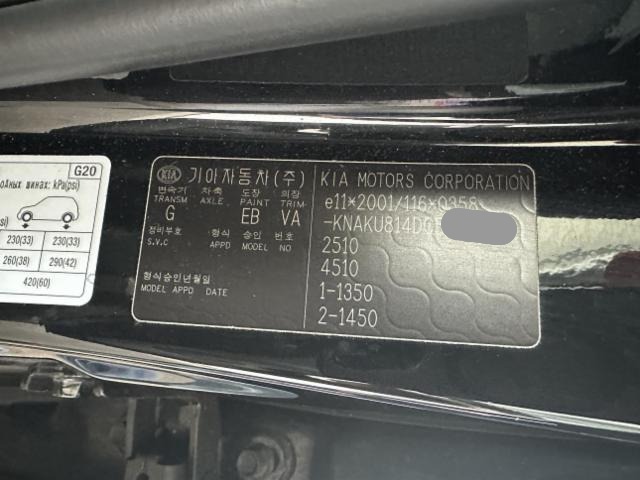 G20
одных шинах: kPa(psi)
230(33) 230(33)
260(38) 290(42)
420(60)
KIA 기아자동차(주)
변속기 차축 도장 의장
TRANSM AXLE. PAINT TRIM.
G EB VA
정비부호 형식 승인 번호
S.V.C APPD MODEL NO
형식승인년월일
MODEL APPD DATE
KIA MOTORS CORPORATION
e11*2001/116*0358
-KNAKU814DC
2510
4510
1-1350
2-1450